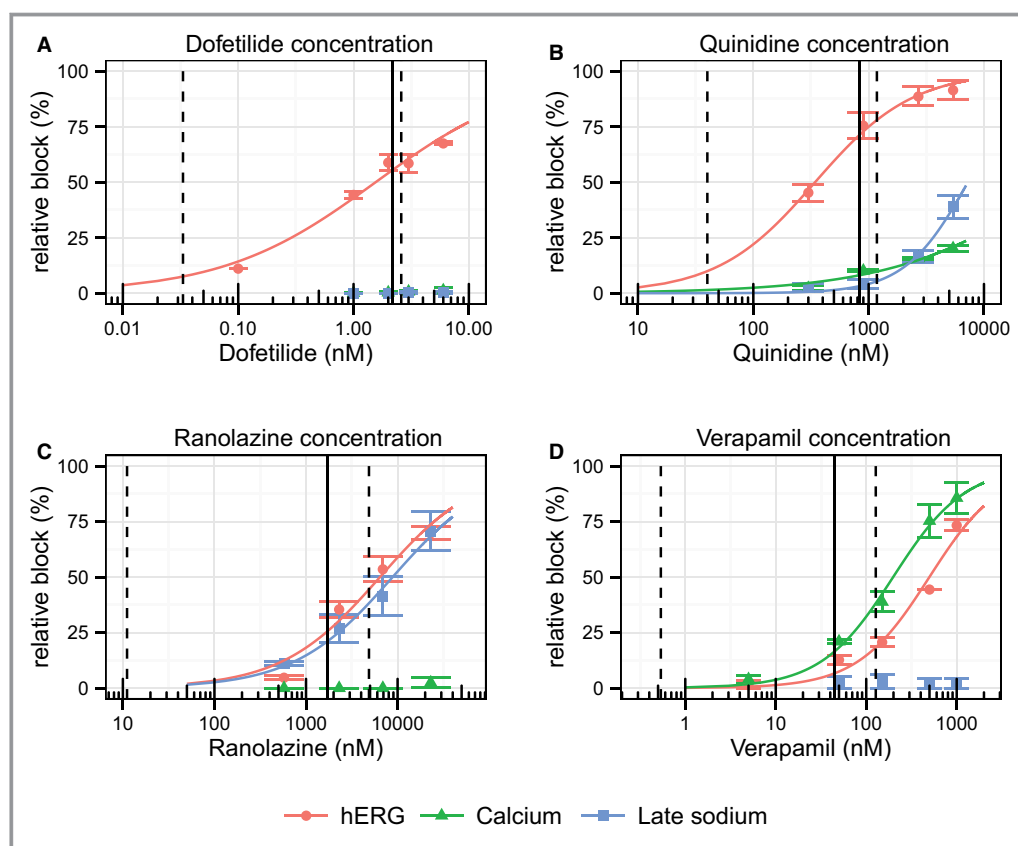 A
Dofetilide concentration
relative block (%)
100
75
50
25
0
0.01 0.10 1.00 10.00
Dofetilide (nM)
B
Quinidine concentration
relative block (%)
100
75
50
25
0
10 100 1000 10000
Quinidine (nM)
C
Ranolazine concentration
relative block (%)
100
75
50
25
0
10 100 1000 10000
Ranolazine (nM)
D
Verapamil concentration
relative block (%)
100
75
50
25
0
1 10 100 1000
Verapamil (nM)
hERG Calcium Late sodium